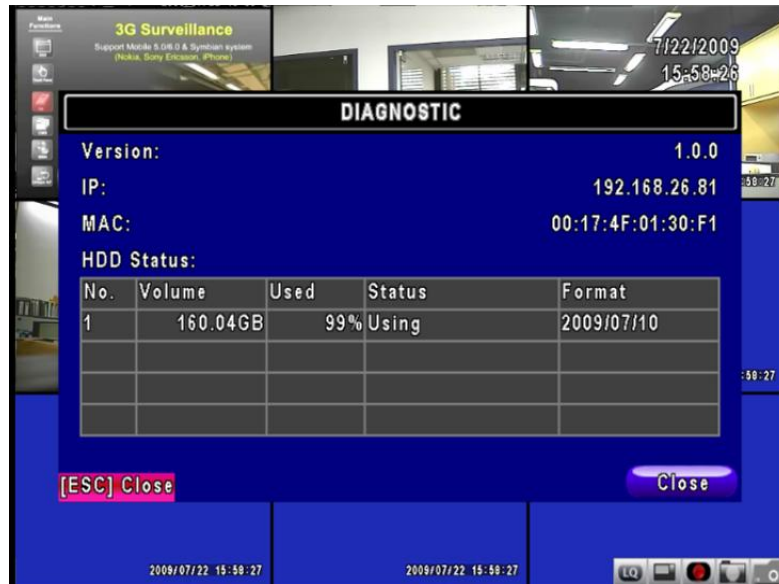 Main
Functions
3G Surveillance
Support Mobile 5.0/6.0 & Symbian system
(Nokia, Sony Ericsson, iPhone)
7/22/2009
15:58:26
DIAGNOSTIC
Version: 1.0.0
IP: 192.168.26.81
MAC: 00:17:4F:01:30:F1
HDD Status:
No. Volume Used Status Format
1 160.04GB 99% Using 2009/07/10
:58:27
:58:27
[ESC] Close
Close
2009/07/22 15:58:27
2009/07/22 15:58:27
LQ